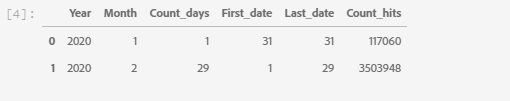 [4]:
Year Month Count_days First_date Last_date Count_hits
0 2020 1 1 31 31 117060
1 2020 2 29 1 29 3503948